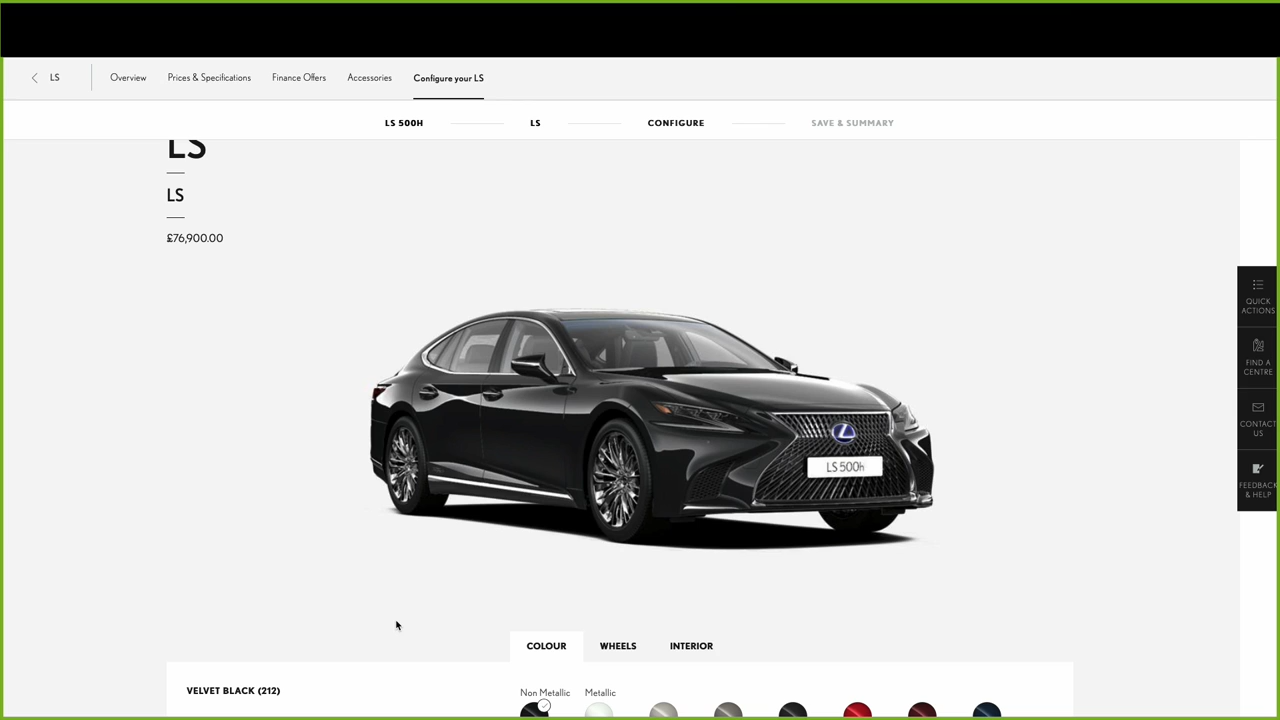 LS
Overview
Prices & Specifications
Finance Offers
Accessories
Configure your LS
LS 500H
LS
CONFIGURE
SAVE & SUMMARY
LS
LS
£76,900.00
QUICK
ACTIONS
FIND A
CENTRE
CONTACT
US
FEEDBACK
& HELP
LS 500h
COLOUR
WHEELS
INTERIOR
VELVET BLACK (212)
Non Metallic
Metallic